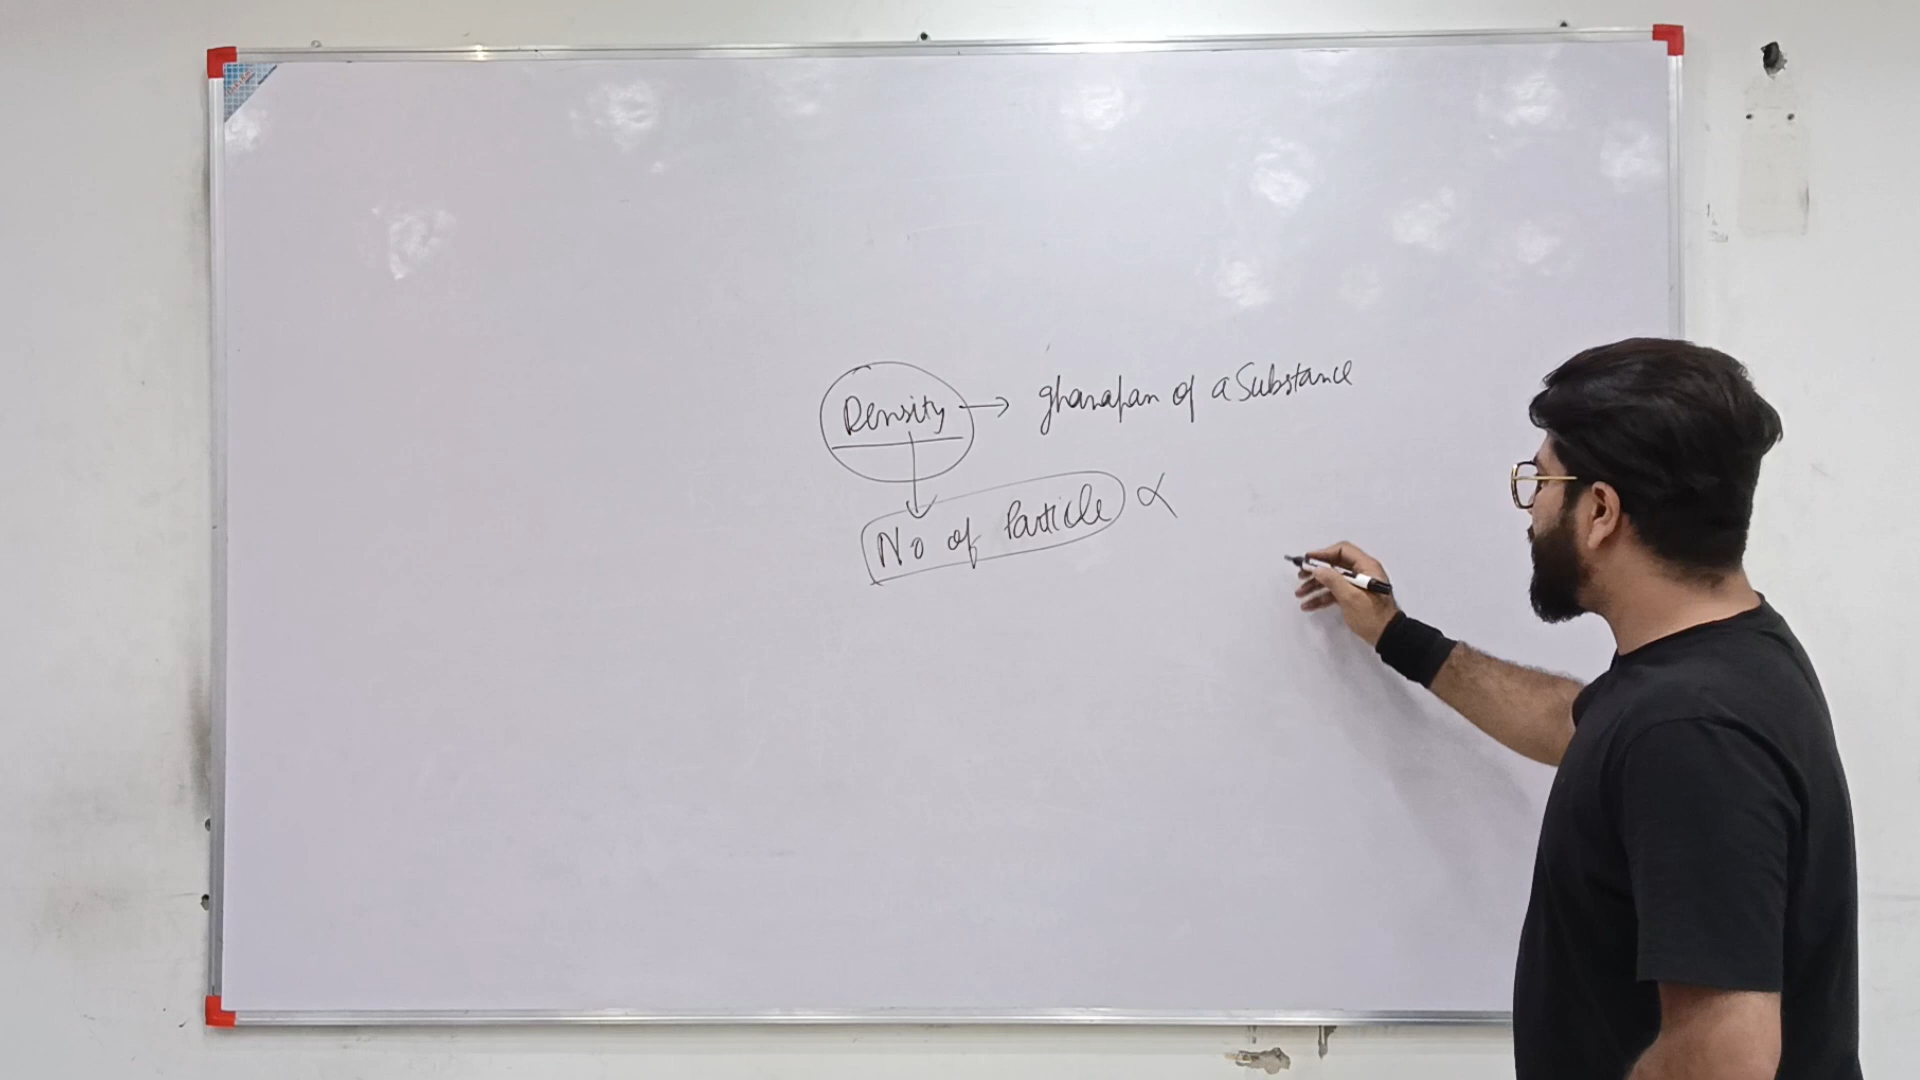 Density → ghanapan of a Substance
No of Particle ∝